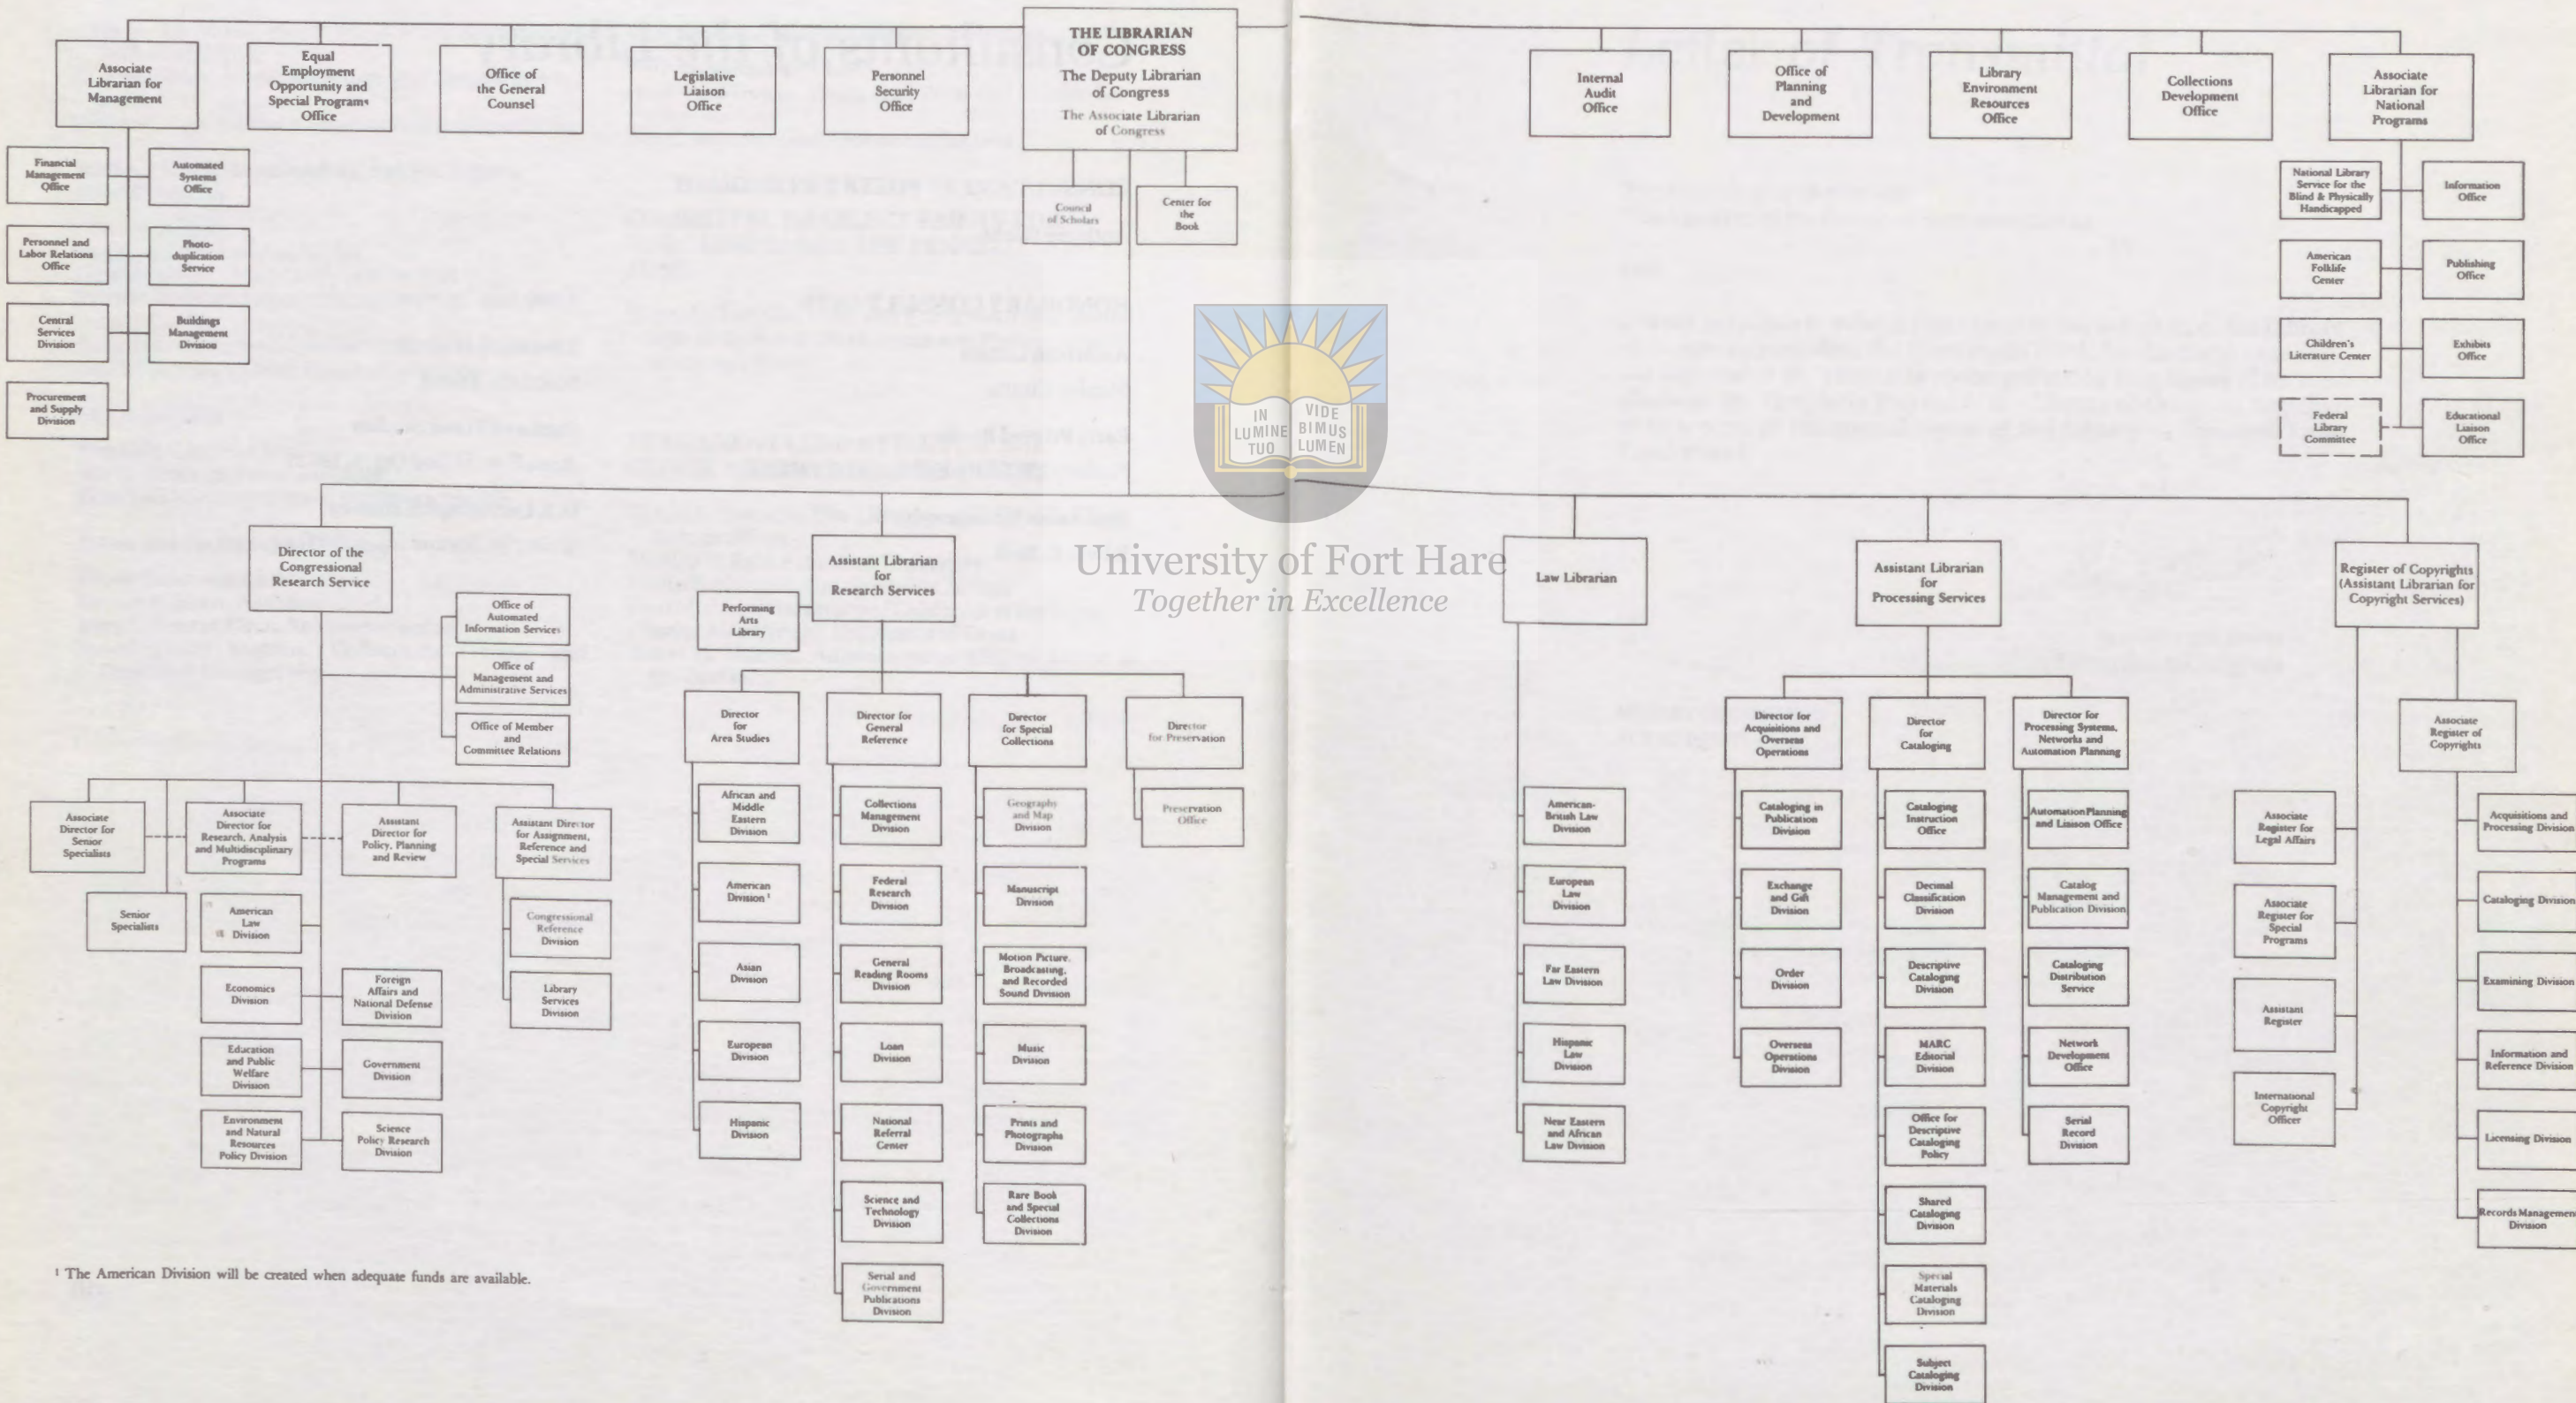 THE LIBRARIAN
OF CONGRESS
The Deputy Librarian
of Congress
The Associate Librarian
of Congress
Associate
Librarian for
Management
Equal
Employment
Opportunity and
Special Programs
Office
Office of
the General
Counsel
Legislative
Liaison
Office
Personnel
Security
Office
Internal
Audit
Office
Office of
Planning
and
Development
Library
Environment
Resources
Office
Collections
Development
Office
Associate
Librarian for
National
Programs
Financial
Management
Office
Automated
Systems
Office
Personnel and
Labor Relations
Office
Photo-
duplication
Service
Central
Services
Division
Buildings
Management
Division
Procurement
and Supply
Division
Council
of Scholars
Center for
the
Book
National Library
Service for the
Blind & Physically
Handicapped
Information
Office
American
Folklife
Center
Publishing
Office
Children's
Literature Center
Exhibits
Office
Federal
Library
Committee
Educational
Liaison
Office
IN
LUMINE
TUO
VIDE
BIMUS
LUMEN
University of Fort Hare
Together in Excellence
Director of the
Congressional
Research Service
Office of
Automated
Information Services
Office of
Management and
Administrative Services
Office of Member
and
Committee Relations
Associate
Director for
Senior
Specialists
Associate
Director for
Research, Analysis
and Multidisciplinary
Programs
Assistant
Director for
Policy, Planning
and Review
Assistant Director
for Assignment,
Reference and
Special Services
Senior
Specialists
American
Law
Division
Congressional
Reference
Division
Economics
Division
Foreign
Affairs and
National Defense
Division
Library
Services
Division
Education
and Public
Welfare
Division
Government
Division
Environment
and Natural
Resources
Policy Division
Science
Policy Research
Division
Assistant Librarian
for
Research Services
Performing
Arts
Library
Director
for
Area Studies
African and
Middle
Eastern
Division
American
Division ¹
Asian
Division
European
Division
Hispanic
Division
Director for
General
Reference
Collections
Management
Division
Federal
Research
Division
General
Reading Rooms
Division
Loan
Division
National
Referral
Center
Science and
Technology
Division
Serial and
Government
Publications
Division
Director
for Special
Collections
Geography
and Map
Division
Manuscript
Division
Motion Picture,
Broadcasting,
and Recorded
Sound Division
Music
Division
Prints and
Photographs
Division
Rare Book
and Special
Collections
Division
Director
for Preservation
Preservation
Office
Law Librarian
American-
British Law
Division
European
Law
Division
Far Eastern
Law Division
Hispanic
Law
Division
Near Eastern
and African
Law Division
Assistant Librarian
for
Processing Services
Director for
Acquisitions and
Overseas
Operations
Cataloging in
Publication
Division
Exchange
and Gift
Division
Order
Division
Overseas
Operations
Division
Director
for
Cataloging
Cataloging
Instruction
Office
Decimal
Classification
Division
Descriptive
Cataloging
Division
MARC
Editorial
Division
Office for
Descriptive
Cataloging
Policy
Shared
Cataloging
Division
Special
Materials
Cataloging
Division
Subject
Cataloging
Division
Director for
Processing Systems,
Networks and
Automation Planning
Automation Planning
and Liaison Office
Catalog
Management and
Publication Division
Cataloging
Distribution
Service
Network
Development
Office
Serial
Record
Division
Register of Copyrights
(Assistant Librarian for
Copyright Services)
Associate
Register of
Copyrights
Associate
Register for
Legal Affairs
Associate
Register for
Special
Programs
Assistant
Register
International
Copyright
Officer
Acquisitions and
Processing Division
Cataloging Division
Examining Division
Information and
Reference Division
Licensing Division
Records Managemen
Division
¹ The American Division will be created when adequate funds are available.